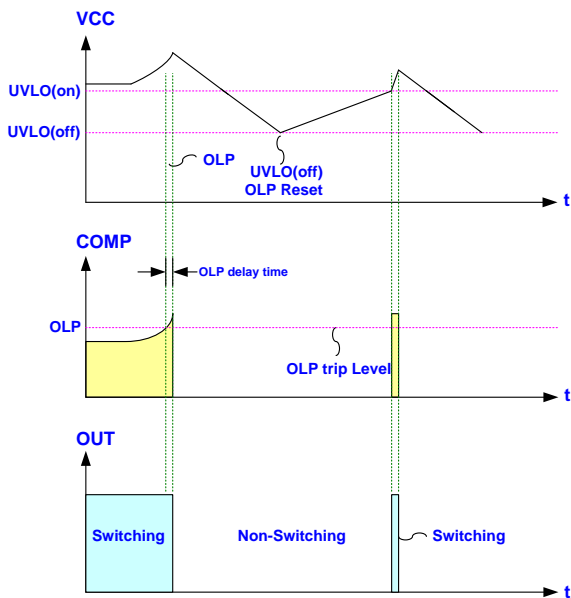 VCC
UVLO(on)
UVLO(off)
OLP
UVLO(off)
OLP Reset
t
COMP
OLP delay time
OLP
OLP trip Level
t
OUT
Switching
Non-Switching
Switching
t